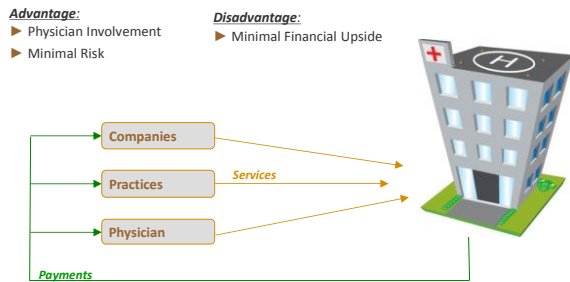 Advantage:
Physician Involvement
Minimal Risk
Disadvantage:
Minimal Financial Upside
H
Companies
Practices
Services
Physician
Payments